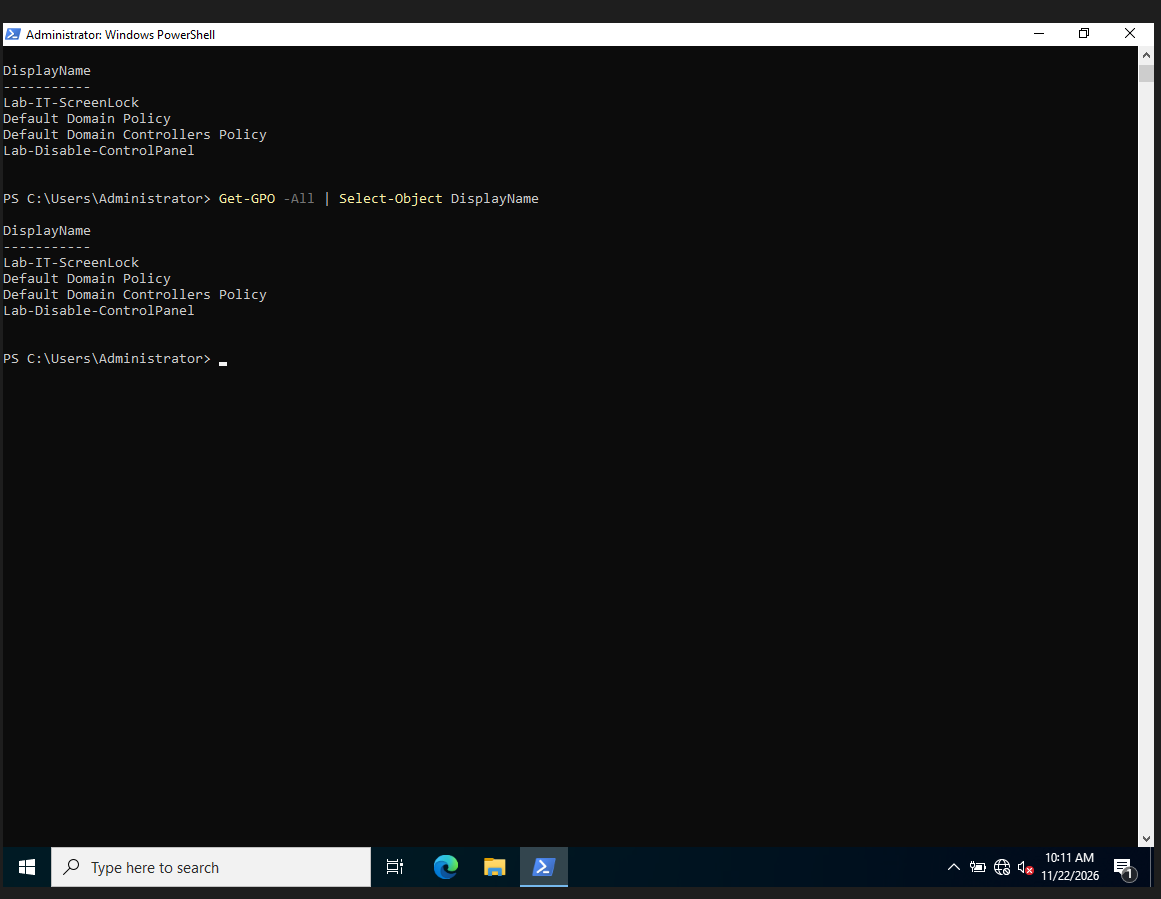 Administrator: Windows PowerShell
DisplayName
-----------
Lab-IT-ScreenLock
Default Domain Policy
Default Domain Controllers Policy
Lab-Disable-ControlPanel
PS C:\Users\Administrator> Get-GPO -All | Select-Object DisplayName
DisplayName
-----------
Lab-IT-ScreenLock
Default Domain Policy
Default Domain Controllers Policy
Lab-Disable-ControlPanel
PS C:\Users\Administrator>
Type here to search
10:11 AM
11/22/2026
1